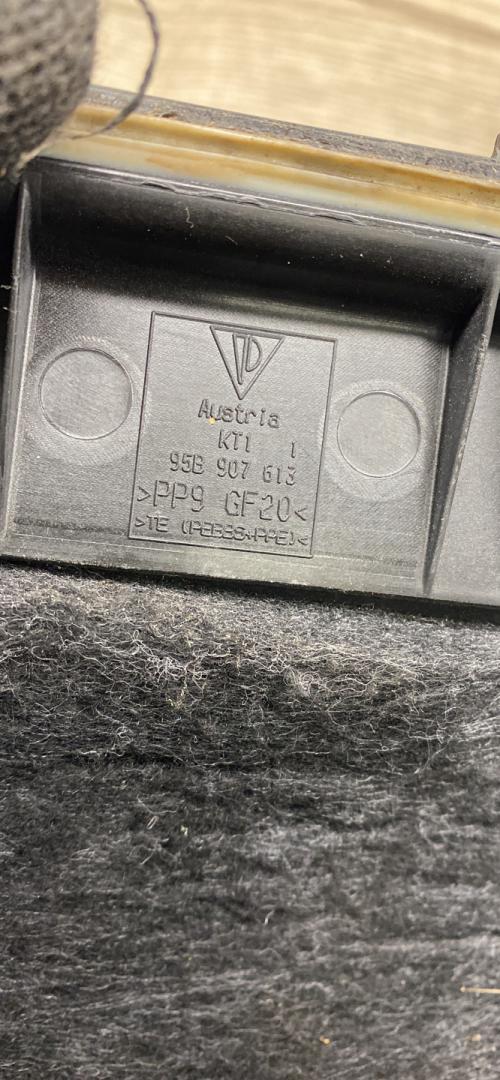 Austria
KT1 1
95B 907 613
>PP9 GF20<
>TE (PEBBS+PPE)<